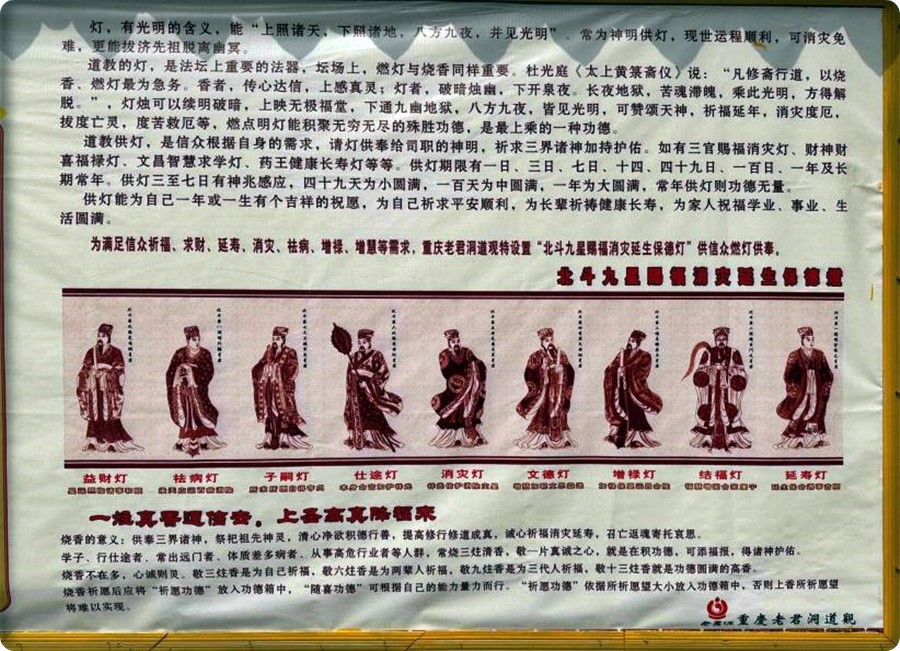 灯，有光明的含义，能“上照诸天，下照诸地，八方九夜，并见光明”。常为神明供灯，现世运程顺利，可消灾免
难，更能拔济先祖脱离幽冥。
道教的灯，是法坛上重要的法器，坛场上，燃灯与烧香同样重要。杜光庭《太上黄箓斋仪》说：“凡修斋行道，以烧
香、燃灯最为急务。香者，传心达信，上感真灵；灯者，破暗烛幽，下开泉夜。长夜地狱，苦魂滞魄，乘此光明，方得解
脱。”，灯烛可以续明破暗，上映无极福堂，下通九幽地狱，八方九夜，皆见光明，可赞颂天神，祈福延年，消灾度厄，
拔度亡灵，度苦救厄等，燃点明灯能积聚无穷无尽的殊胜功德，是最上乘的一种功德。
道教供灯，是信众根据自身的需求，请灯供奉给司职的神明，祈求三界诸神加持护佑。如有三官赐福消灾灯、财神财
喜福禄灯、文昌智慧求学灯、药王健康长寿灯等等。供灯期限有一日、三日、七日、十四、四十九日、一百日、一年及长
期常年。供灯三至七日有神兆感应，四十九天为小圆满，一百天为中圆满，一年为大圆满，常年供灯则功德无量。
供灯能为自己一年或一生有个吉祥的祝愿，为自己祈求平安顺利，为长辈祈祷健康长寿，为家人祝福学业、事业、生
活圆满。
为满足信众祈福、求财、延寿、消灾、祛病、增禄、增慧等需求，重庆老君洞道观特设置“北斗九星赐福消灾延生保德灯”供信众燃灯供奉。
北斗九星赐福消灾延生保德燈
益财灯 祛病灯 子嗣灯 仕途灯 消灾灯 文德灯 增禄灯 结福灯 延寿灯
一炷真香通信去，上圣高真降福来
烧香的意义：供奉三界诸神，祭祀祖先神灵，清心净欲积德行善，提高修行修道成真，诚心祈福消灾延寿，召亡返魂寄托哀思。
学子、行仕途者、常出远门者、体质差多病者、从事高危行业者等人群，常烧三炷清香，敬一片真诚之心，就是在积功德，可添福报，得诸神护佑。
烧香不在多，心诚则灵。敬三炷香是为自己祈福，敬六炷香是为两辈人祈福，敬九炷香是为三代人祈福，敬十三炷香就是功德圆满的高香。
烧香祈愿后应将“祈愿功德”放入功德箱中，“随喜功德”可根据自己的能力量力而行。“祈愿功德”依据所祈愿望大小放入功德箱中，否则上香所祈愿望
将难以实现。
重慶老君洞道觀